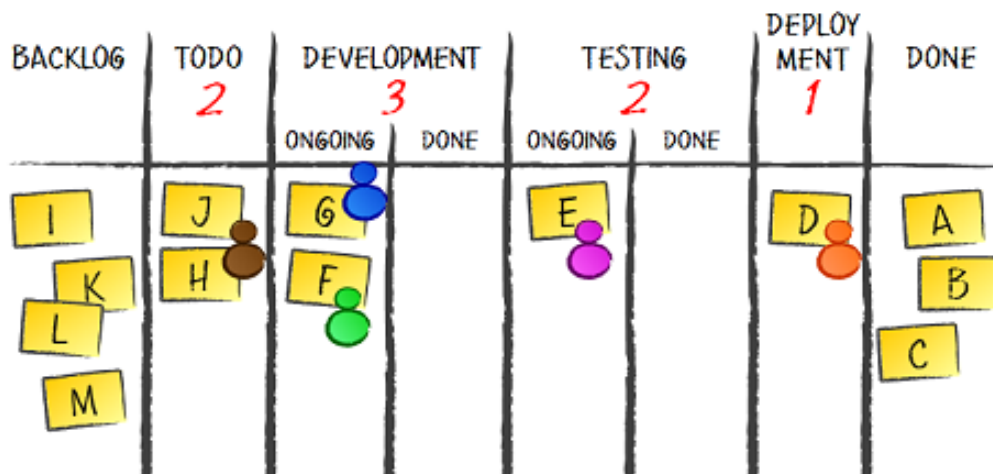 BACKLOG TODO DEVELOPMENT TESTING DEPLOY MENT DONE
2 3 2 1
ONGOING DONE ONGOING DONE
I J G E D A
K H F B
L C
M